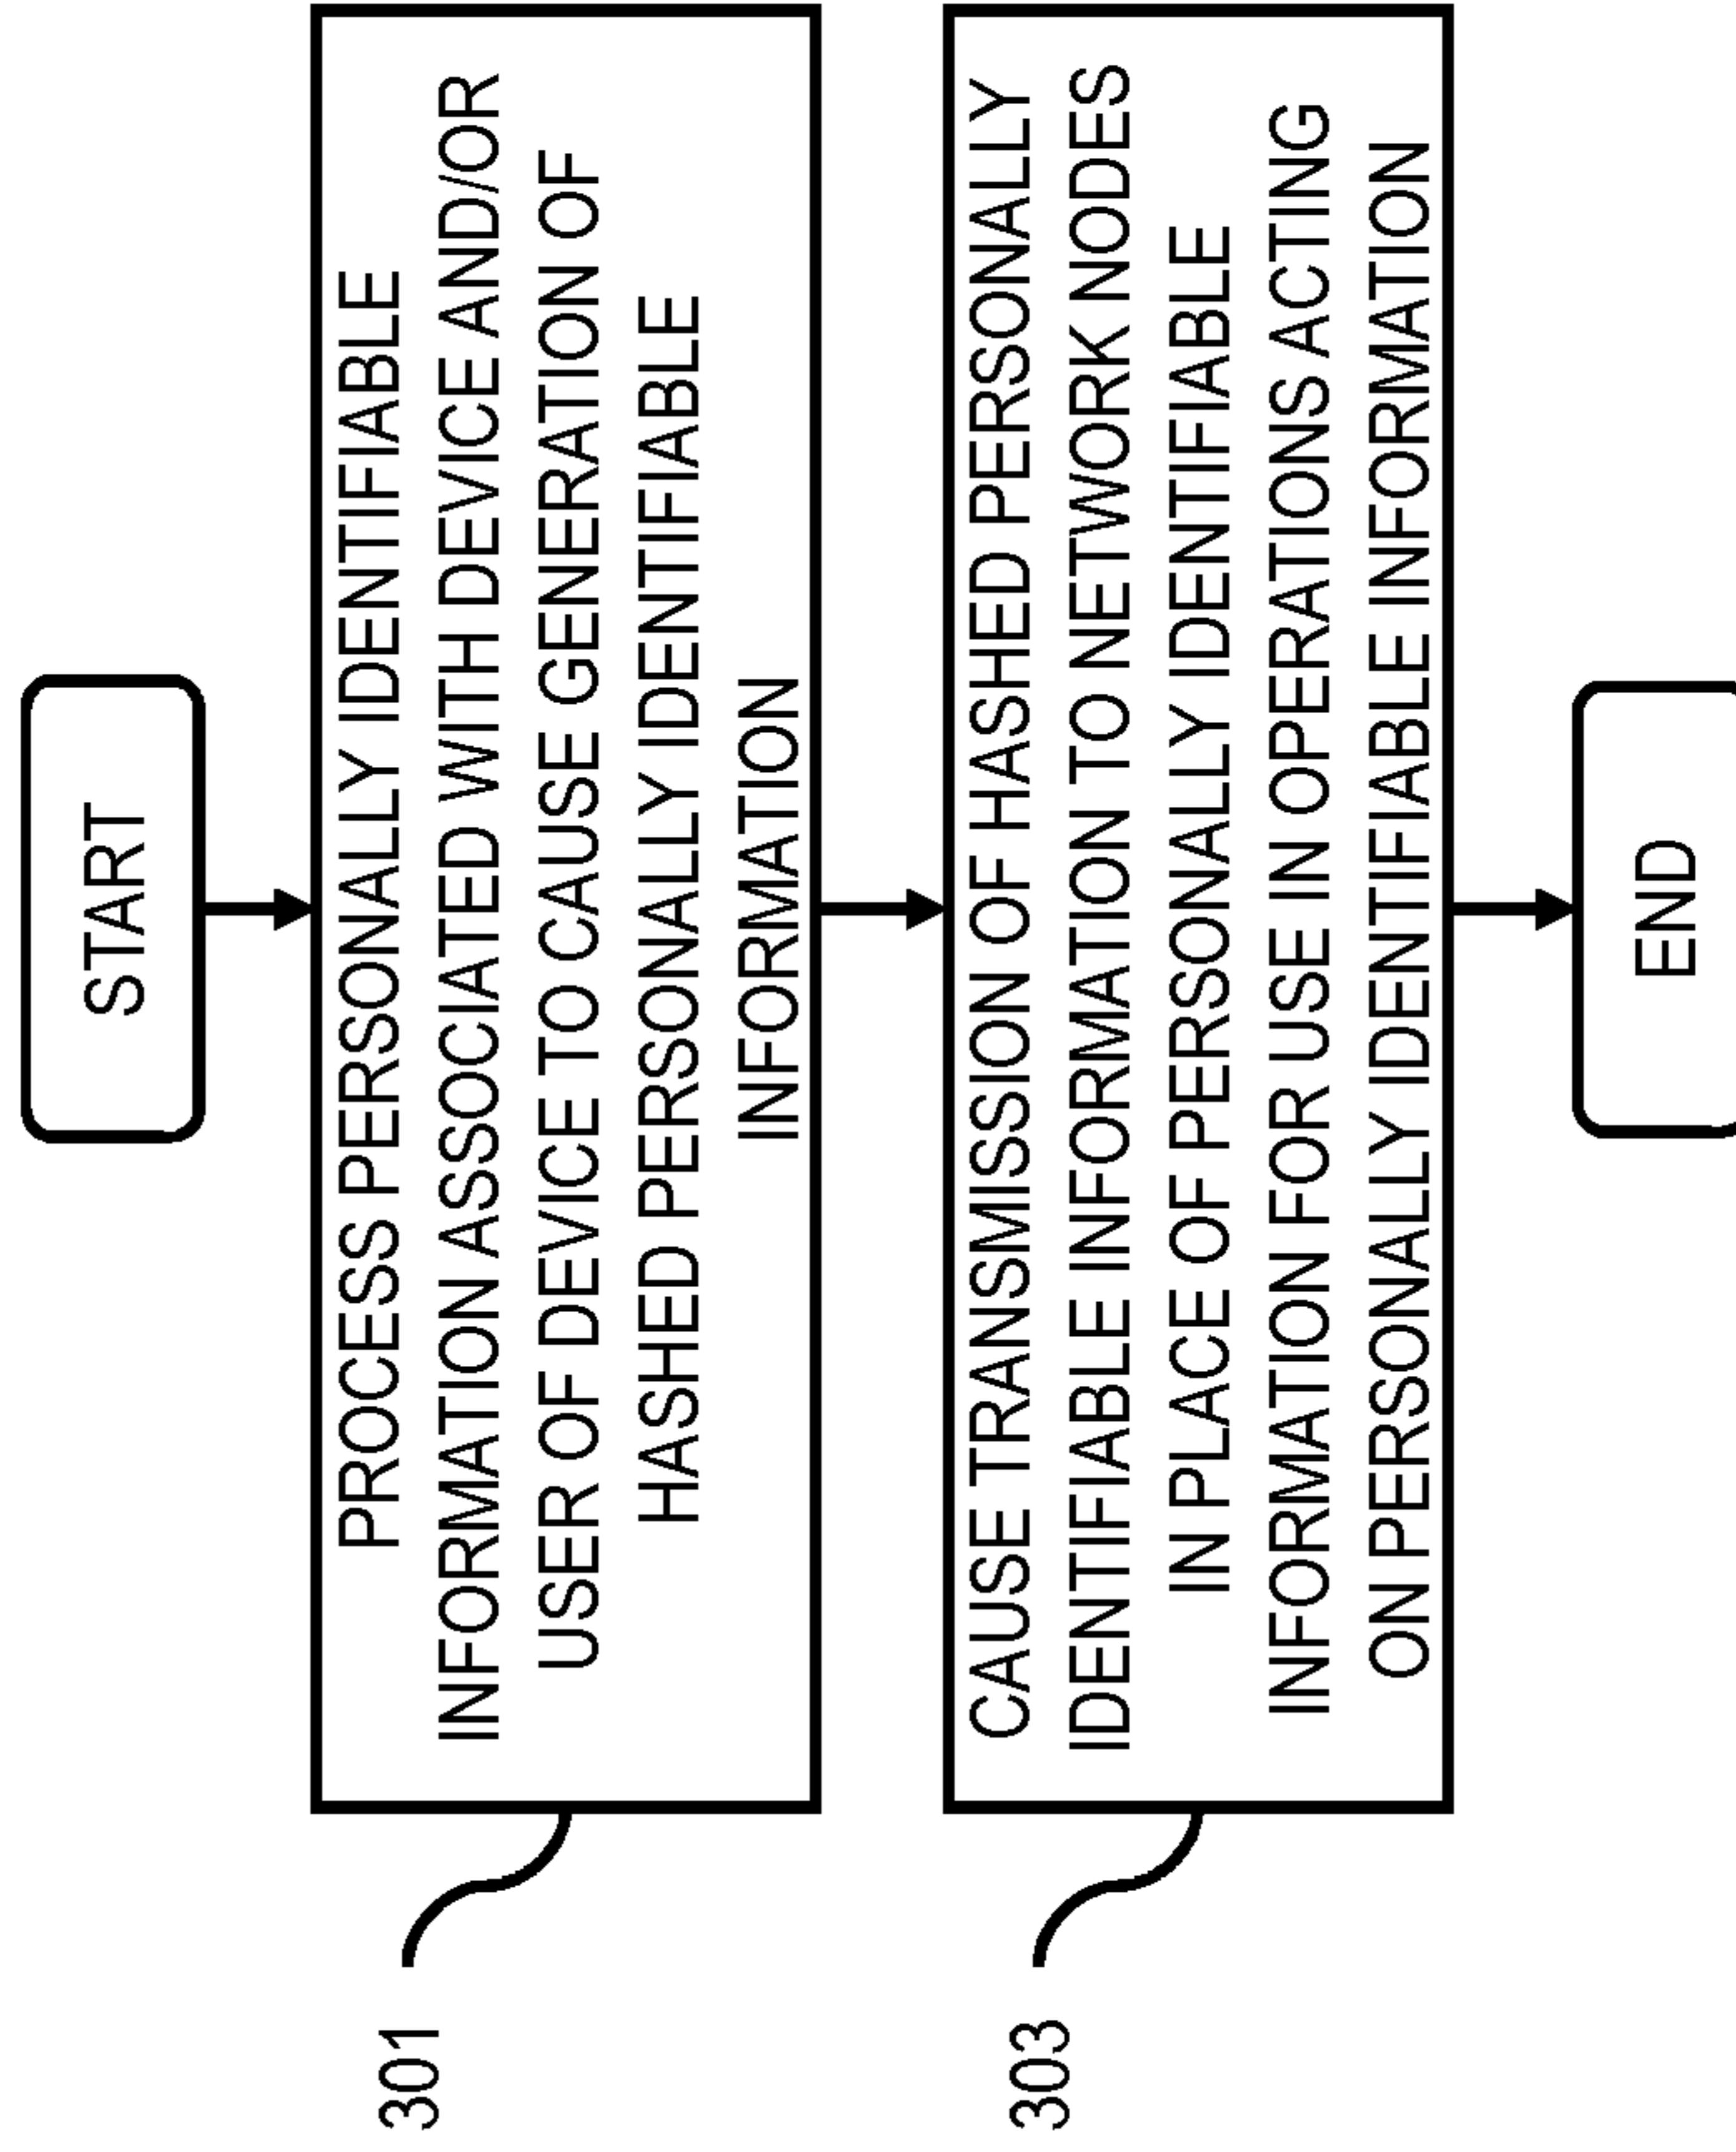 START
PROCESS PERSONALLY IDENTIFIABLE
INFORMATION ASSOCIATED WITH DEVICE AND/OR
USER OF DEVICE TO CAUSE GENERATION OF
HASHED PERSONALLY IDENTIFIABLE
INFORMATION
301
CAUSE TRANSMISSION OF HASHED PERSONALLY
IDENTIFIABLE INFORMATION TO NETWORK NODES
IN PLACE OF PERSONALLY IDENTIFIABLE
INFORMATION FOR USE IN OPERATIONS ACTING
ON PERSONALLY IDENTIFIABLE INFORMATION
303
END